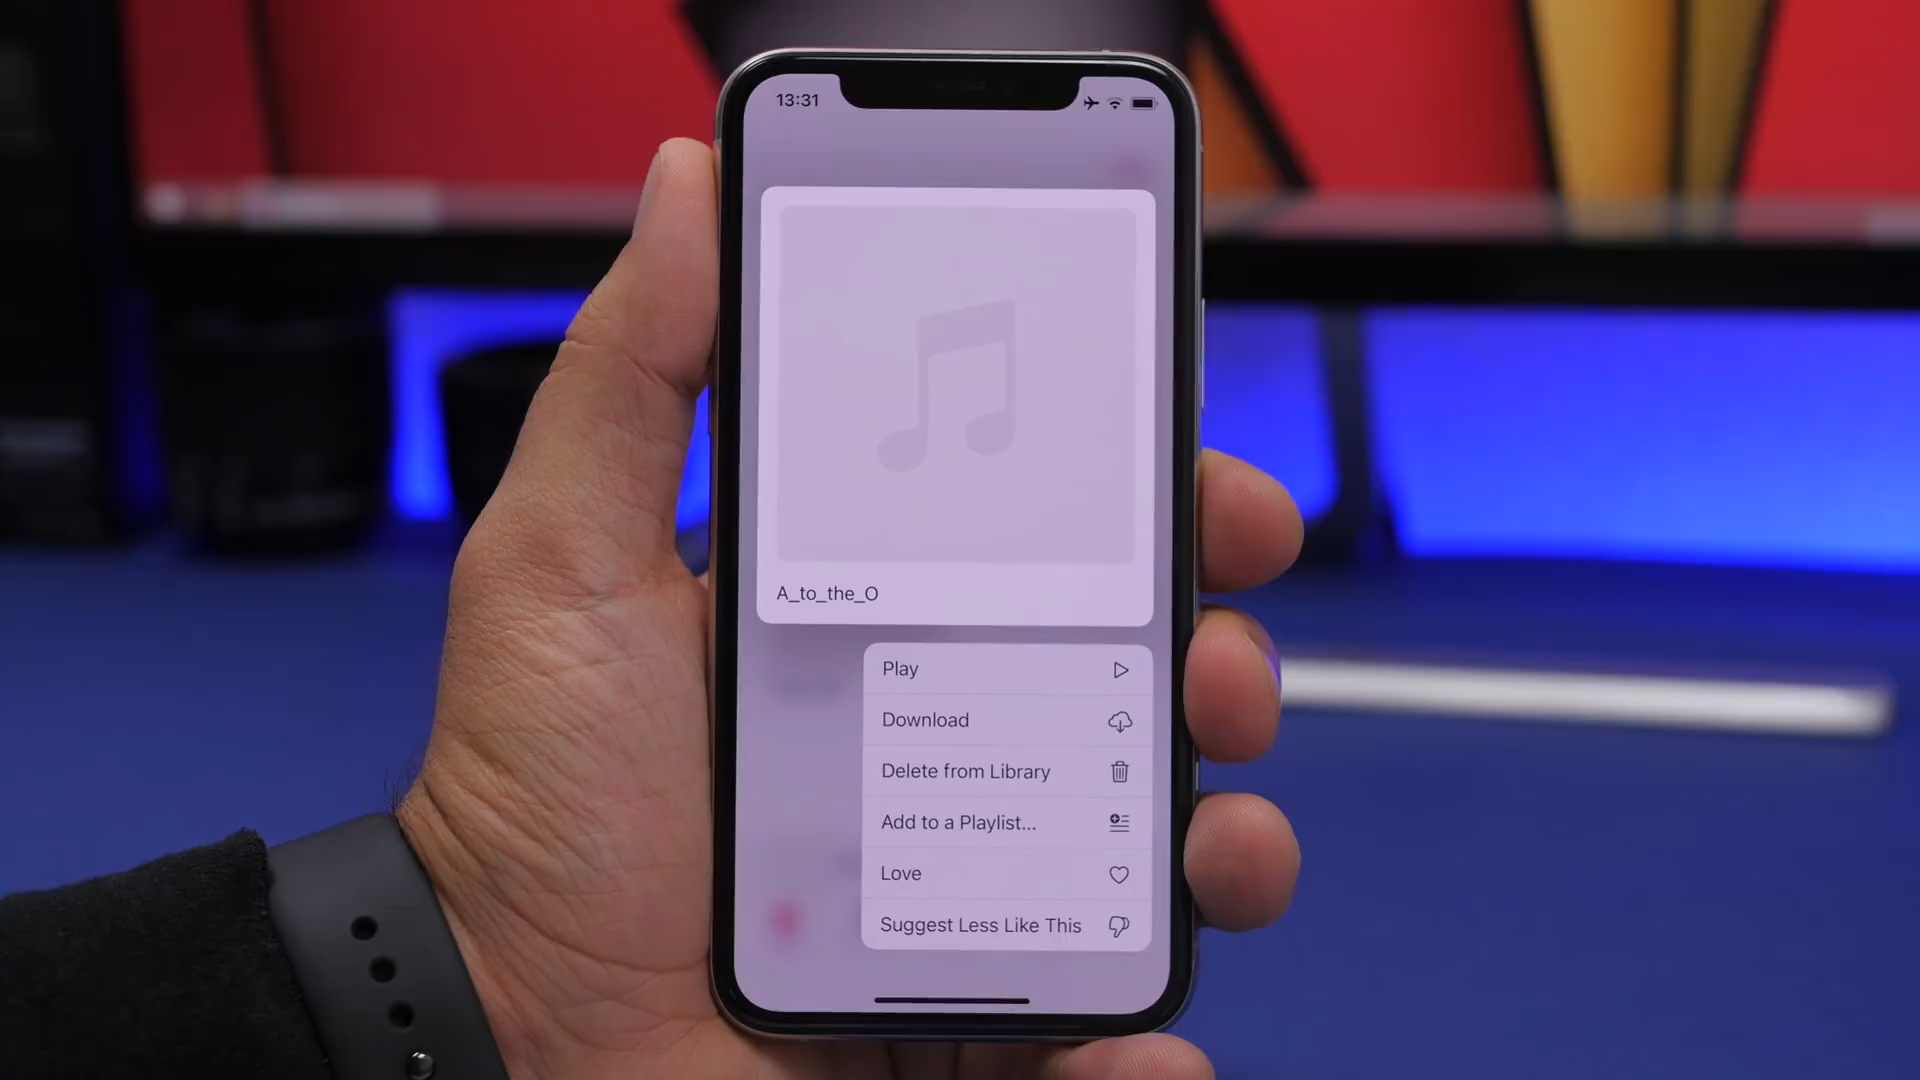 13:31
A_to_the_O
Play
Download
Delete from Library
Add to a Playlist...
Love
Suggest Less Like This